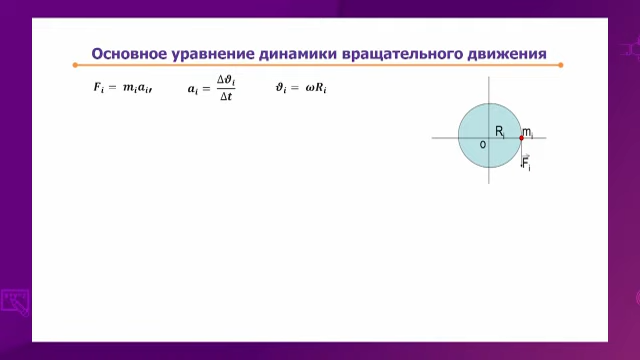 Основное уравнение динамики вращательного движения
Fᵢ = mᵢaᵢ, aᵢ = Δϑᵢ/Δt ϑᵢ = ωRᵢ
Rᵢ mᵢ
o
Fᵢ